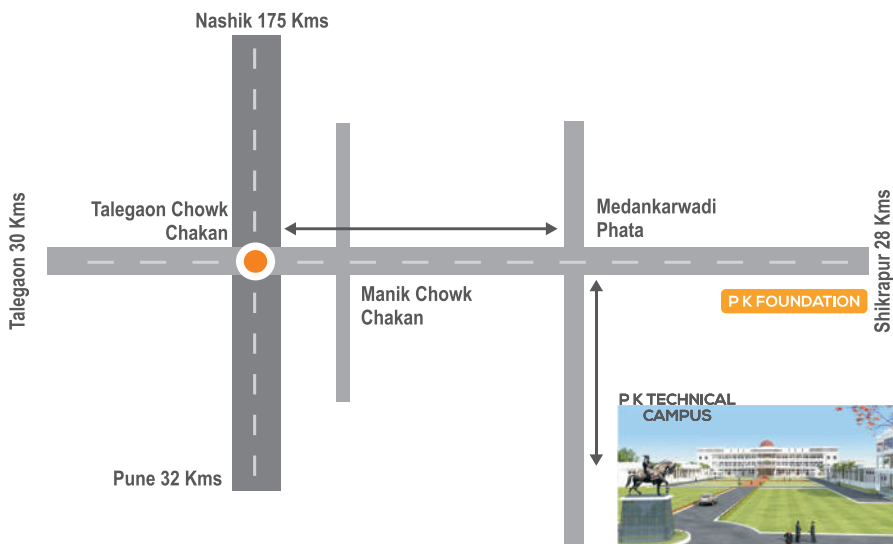 Nashik 175 Kms
Talegaon 30 Kms
Talegaon Chowk
Chakan
Medankarwadi
Phata
Shikrapur 28 Kms
Manik Chowk
Chakan
P K FOUNDATION
P K TECHNICAL
CAMPUS
Pune 32 Kms